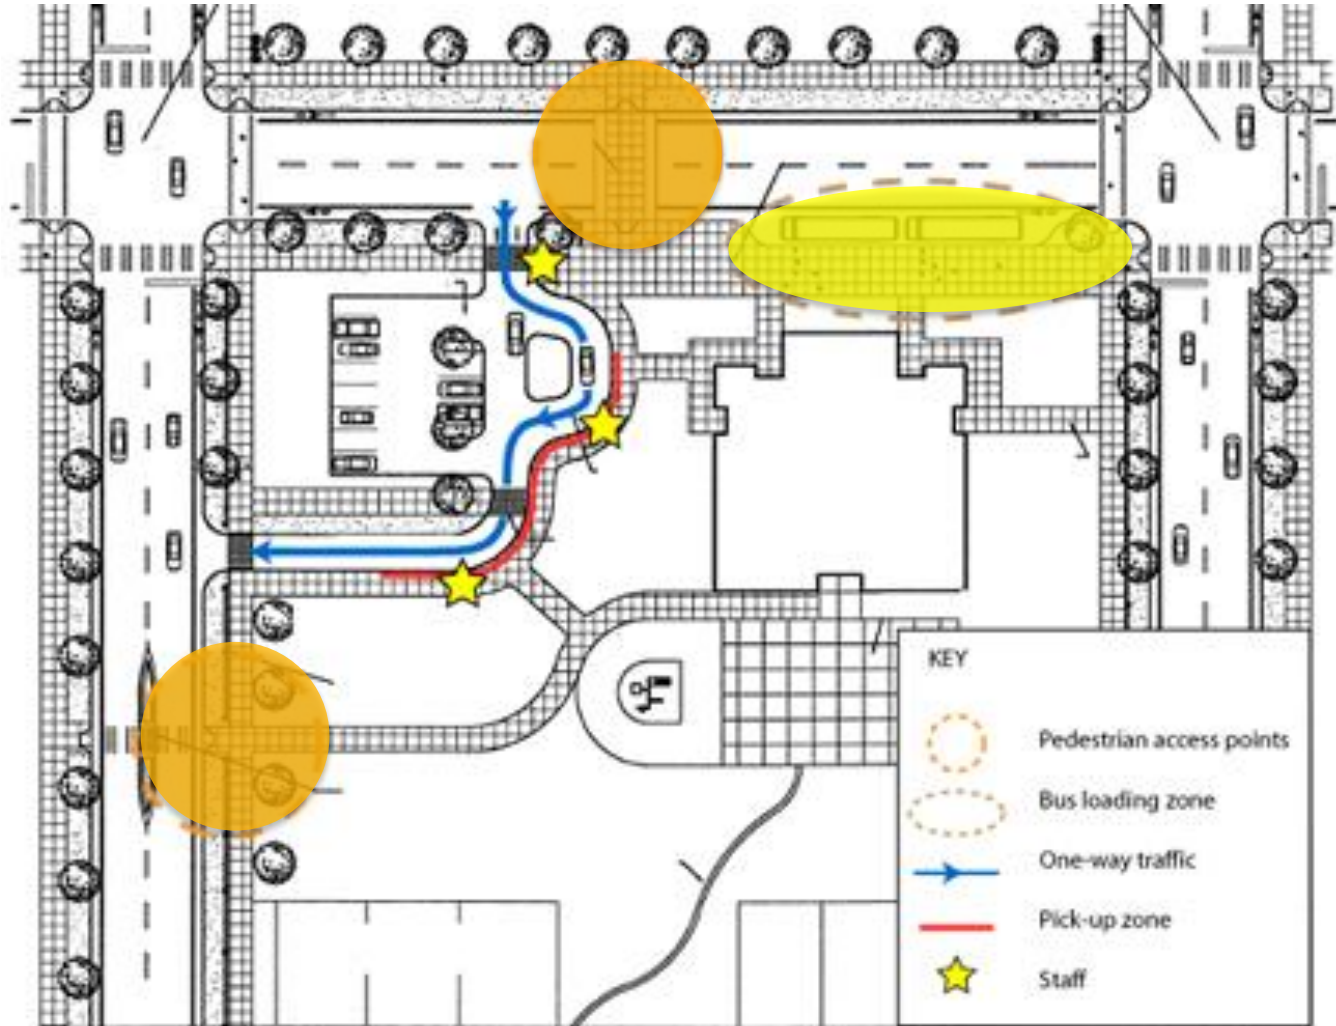 KEY
Pedestrian access points
Bus loading zone
One-way traffic
Pick-up zone
Staff